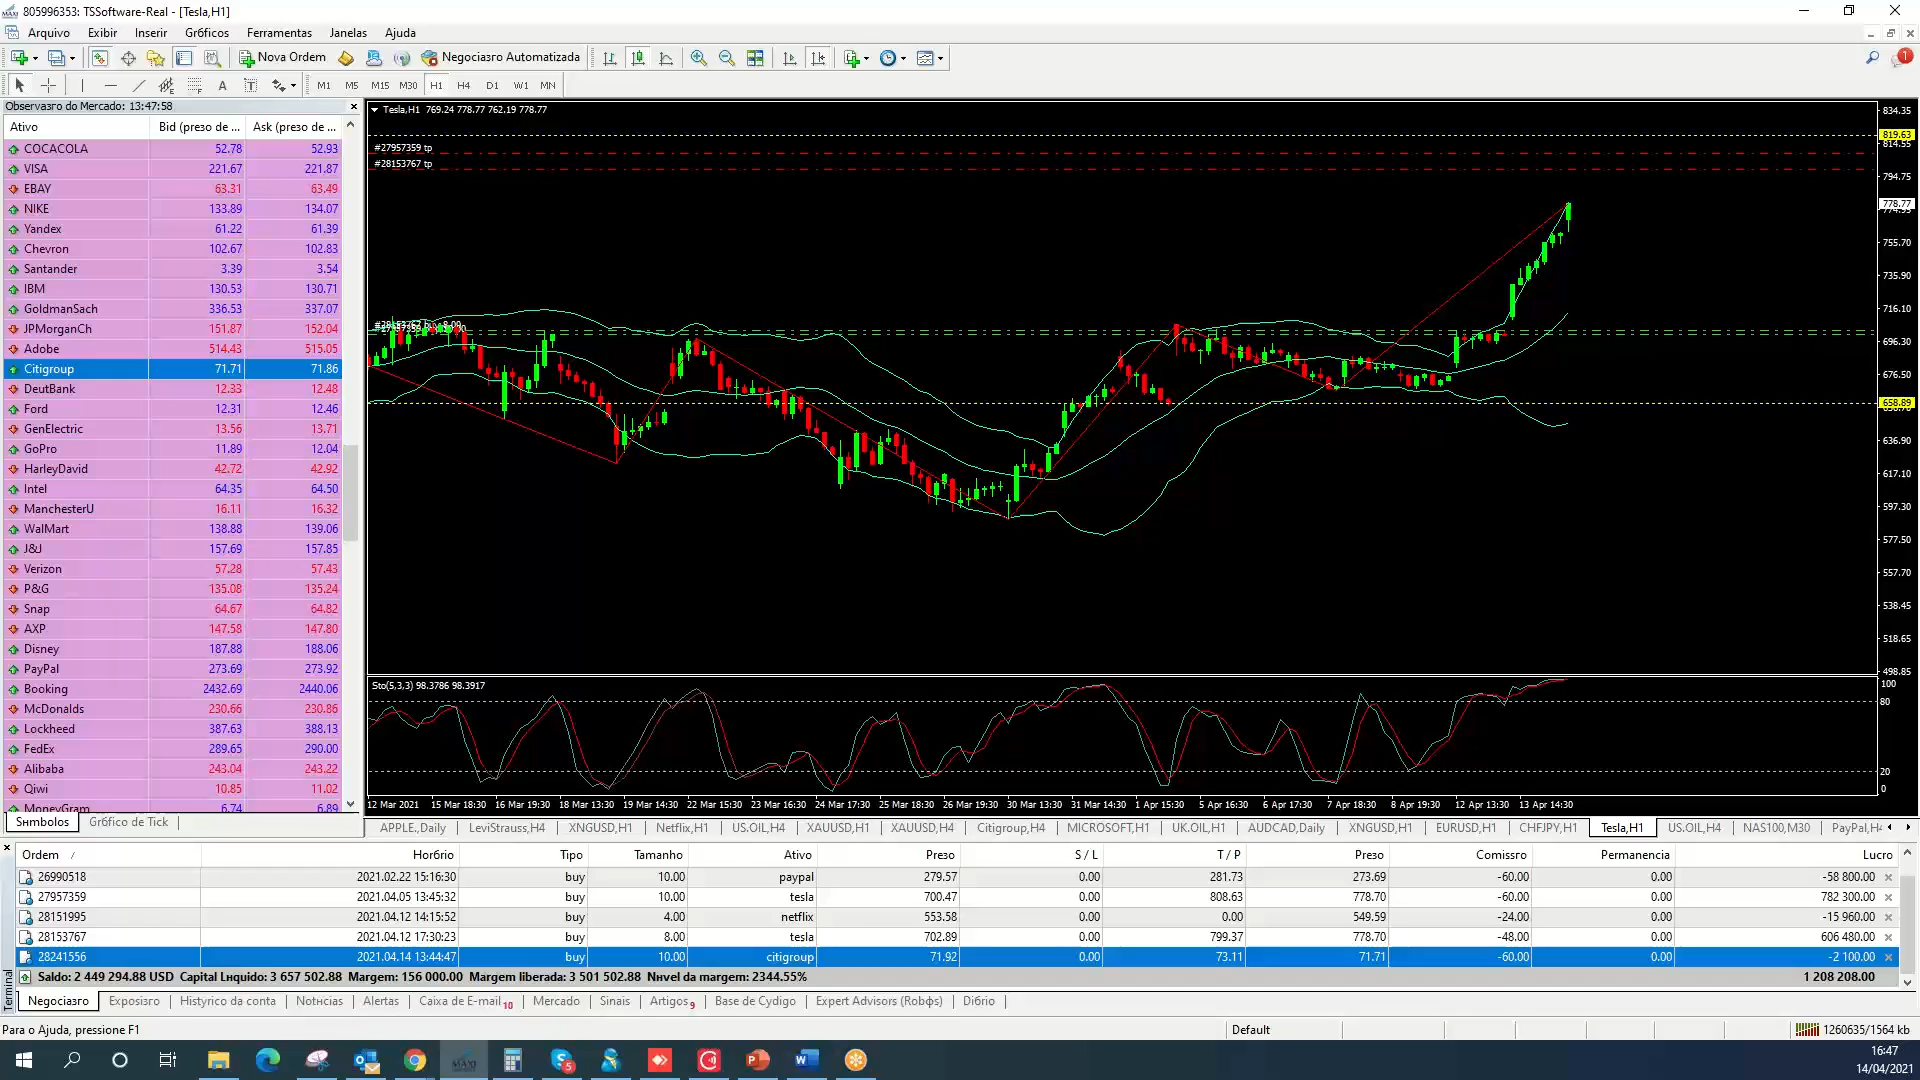 805996353: TSSoftware-Real - [Tesla,H1]
Arquivo Exibir Inserir Gr6ficos Ferramentas Janelas Ajuda
Nova Ordem Negociasro Automatizada
M1 M5 M15 M30 H1 H4 D1 W1 MN
Observasro do Mercado: 13:47:58
Ativo Bid (preso de ... Ask (preso de ...
COCACOLA 52.78 52.93
VISA 221.67 221.87
EBAY 63.31 63.49
NIKE 133.89 134.07
Yandex 61.22 61.39
Chevron 102.67 102.83
Santander 3.39 3.54
IBM 130.53 130.71
GoldmanSach 336.53 337.07
JPMorganCh 151.87 152.04
Adobe 514.43 515.05
Citigroup 71.71 71.86
DeutBank 12.33 12.48
Ford 12.31 12.46
GenElectric 13.56 13.71
GoPro 11.89 12.04
HarleyDavid 42.72 42.92
Intel 64.35 64.50
ManchesterU 16.11 16.32
WalMart 138.88 139.06
J&J 157.69 157.85
Verizon 57.28 57.43
P&G 135.08 135.24
Snap 64.67 64.82
AXP 147.58 147.80
Disney 187.88 188.06
PayPal 273.69 273.92
Booking 2432.69 2440.06
McDonalds 230.66 230.86
Lockheed 387.63 388.13
FedEx 289.65 290.00
Alibaba 243.04 243.22
Qiwi 10.85 11.02
MoneyGram 6.74 6.89
Sнmbolos Gr6fico de Tick
Tesla,H1 769.24 778.77 762.19 778.77
#27957359 tp
#28153767 tp
834.35
819.63
814.55
794.75
778.77
755.70
735.90
716.10
696.30
676.50
658.89
636.90
617.10
597.30
577.50
557.70
538.45
518.65
498.85
Sto(5,3,3) 98.3786 98.3917
100
80
20
0
12 Mar 2021 15 Mar 18:30 16 Mar 19:30 18 Mar 13:30 19 Mar 14:30 22 Mar 15:30 23 Mar 16:30 24 Mar 17:30 25 Mar 18:30 26 Mar 19:30 30 Mar 13:30 31 Mar 14:30 1 Apr 15:30 5 Apr 16:30 6 Apr 17:30 7 Apr 18:30 8 Apr 19:30 12 Apr 13:30 13 Apr 14:30
APPLE.,Daily LeviStrauss,H4 XNGUSD,H1 Netflix,H1 US.OIL,H4 XAUUSD,H1 XAUUSD,H4 Citigroup,H4 MICROSOFT,H1 UK.OIL,H1 AUDCAD,Daily XNGUSD,H1 EURUSD,H1 CHFJPY,H1 Tesla,H1 US.OIL,H4 NAS100,M30 PayPal,H4
Ordem / Horбrio Tipo Tamanho Ativo Preзo S / L T / P Preзo Comissгo Permanencia Lucro
26990518 2021.02.22 15:16:30 buy 10.00 paypal 279.57 0.00 281.73 273.69 -60.00 0.00 -58 800.00
27957359 2021.04.05 13:45:32 buy 10.00 tesla 700.47 0.00 808.63 778.70 -60.00 0.00 782 300.00
28151995 2021.04.12 14:15:52 buy 4.00 netflix 553.58 0.00 0.00 549.59 -24.00 0.00 -15 960.00
28153767 2021.04.12 17:30:23 buy 8.00 tesla 702.89 0.00 799.37 778.70 -48.00 0.00 606 480.00
28241556 2021.04.14 13:44:47 buy 10.00 citigroup 71.92 0.00 73.11 71.71 -60.00 0.00 -2 100.00
Saldo: 2 449 294.88 USD Capital Lнquido: 3 657 502.88 Margem: 156 000.00 Margem liberada: 3 501 502.88 Nнvel da margem: 2344.55% 1 208 208.00
Terminal
Negociaзгo Exposiзгo Histуrico da conta Notнcias Alertas Caixa de E-mail 10 Mercado Sinais Artigos 9 Base de Cуdigo Expert Advisors (Robфs) Diбrio
Para o Ajuda, pressione F1 Default 1260635/1564 kb
16:47
14/04/2021